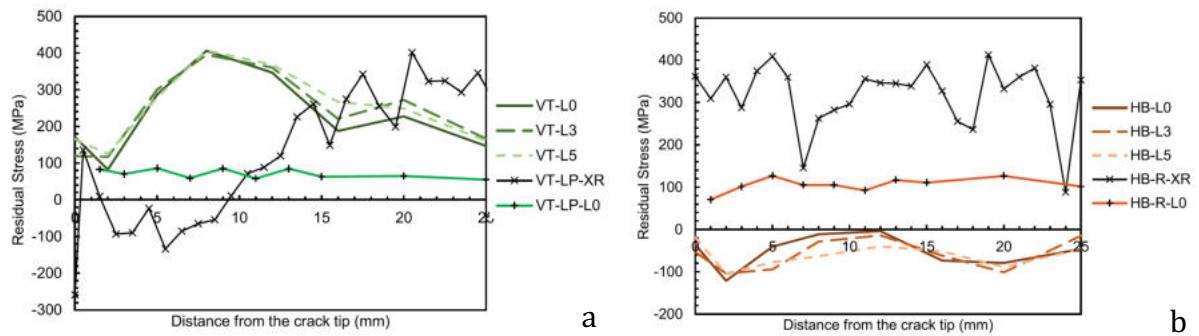 500
400
300
200
100
0
-100
-200
-300
Residual Stress (MPa)
0 5 10 15 20 25
Distance from the crack tip (mm)
VT-L0
VT-L3
VT-L5
VT-LP-XR
VT-LP-L0
a
500
400
300
200
100
0
-100
-200
Residual Stress (MPa)
0 5 10 15 20 25
Distance from the crack tip (mm)
HB-L0
HB-L3
HB-L5
HB-R-XR
HB-R-L0
b